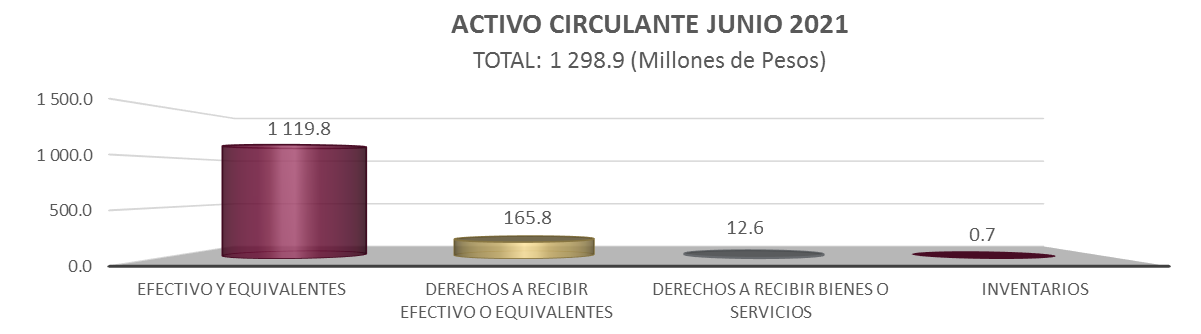 ACTIVO CIRCULANTE JUNIO 2021
TOTAL: 1 298.9 (Millones de Pesos)
1 500.0
1 000.0
500.0
0.0
1 119.8
165.8
12.6
0.7
EFECTIVO Y EQUIVALENTES
DERECHOS A RECIBIR
EFECTIVO O EQUIVALENTES
DERECHOS A RECIBIR BIENES O
SERVICIOS
INVENTARIOS